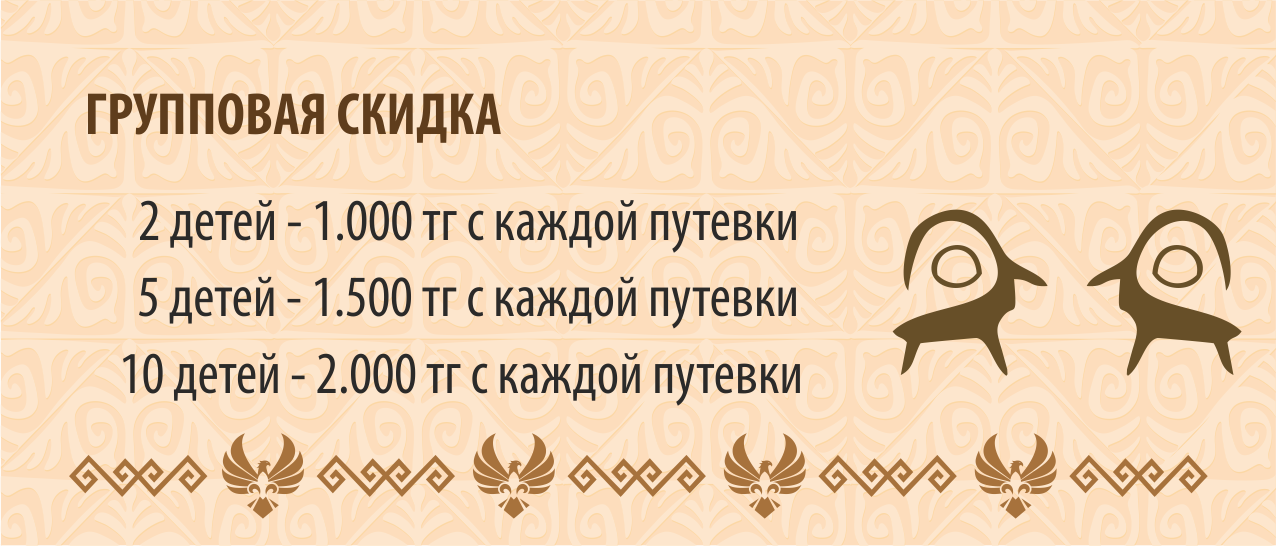 ГРУППОВАЯ СКИДКА
2 детей - 1.000 тг с каждой путевки
5 детей - 1.500 тг с каждой путевки
10 детей - 2.000 тг с каждой путевки